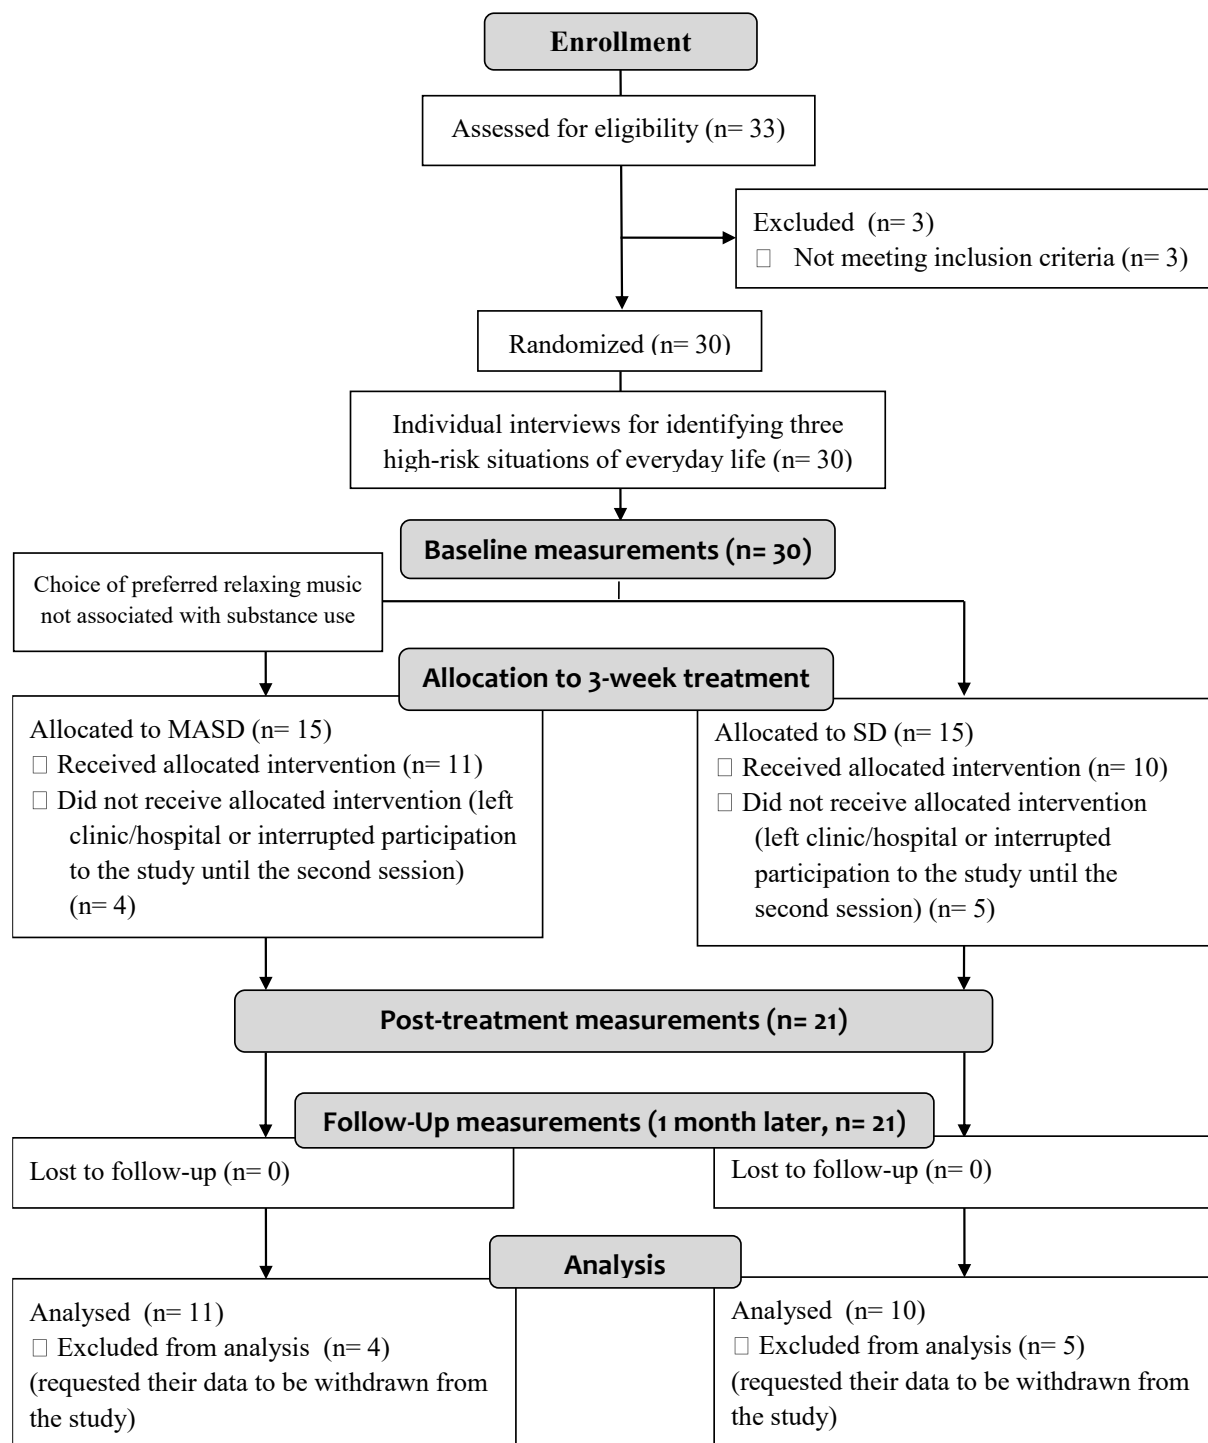 Enrollment
Assessed for eligibility (n= 33)
Excluded (n= 3)
□ Not meeting inclusion criteria (n= 3)
Randomized (n= 30)
Individual interviews for identifying three
high-risk situations of everyday life (n= 30)
Baseline measurements (n= 30)
Choice of preferred relaxing music
not associated with substance use
Allocation to 3-week treatment
Allocated to MASD (n= 15)
□ Received allocated intervention (n= 11)
□ Did not receive allocated intervention (left
clinic/hospital or interrupted participation
to the study until the second session)
(n= 4)
Allocated to SD (n= 15)
□ Received allocated intervention (n= 10)
□ Did not receive allocated intervention
(left clinic/hospital or interrupted
participation to the study until the
second session) (n= 5)
Post-treatment measurements (n= 21)
Follow-Up measurements (1 month later, n= 21)
Lost to follow-up (n= 0)
Lost to follow-up (n= 0)
Analysis
Analysed (n= 11)
□ Excluded from analysis (n= 4)
(requested their data to be withdrawn from
the study)
Analysed (n= 10)
□ Excluded from analysis (n= 5)
(requested their data to be withdrawn from
the study)